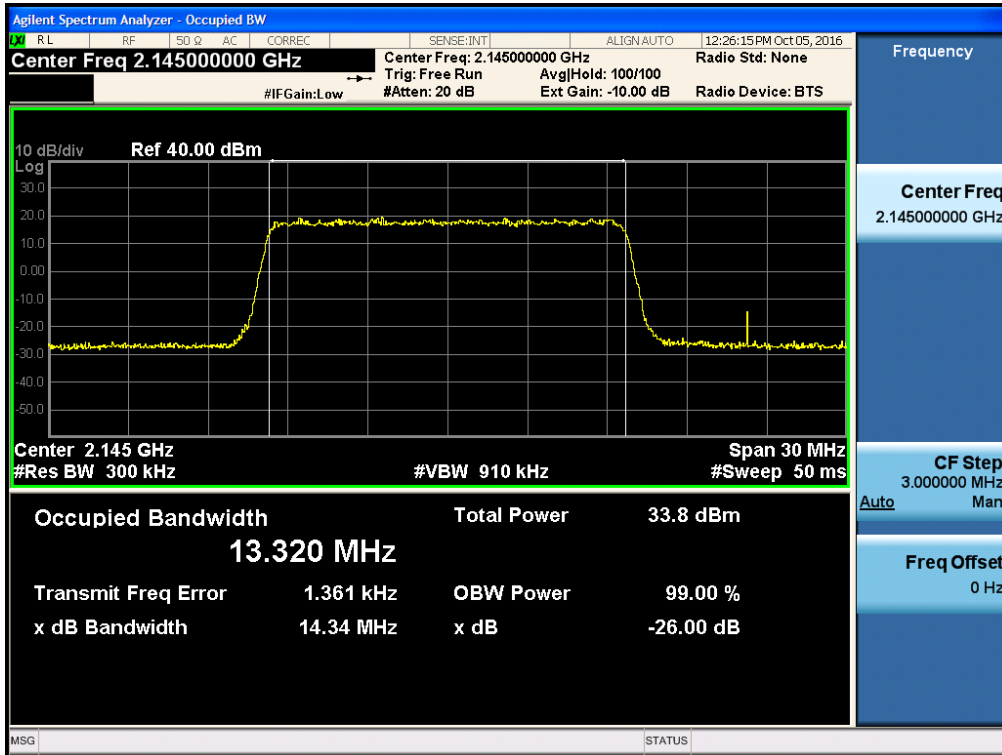 Agilent Spectrum Analyzer - Occupied BW
LXI RL RF 50 Ω AC CORREC SENSE:INT ALIGN AUTO 12:26:15 PM Oct 05, 2016
Center Freq 2.145000000 GHz
Center Freq: 2.145000000 GHz Radio Std: None
Trig: Free Run Avg|Hold: 100/100
#IFGain:Low #Atten: 20 dB Ext Gain: -10.00 dB Radio Device: BTS
10 dB/div Ref 40.00 dBm
Log
30.0
20.0
10.0
0.00
-10.0
-20.0
-30.0
-40.0
-50.0
Center 2.145 GHz Span 30 MHz
#Res BW 300 kHz #VBW 910 kHz #Sweep 50 ms
Occupied Bandwidth Total Power 33.8 dBm
13.320 MHz
Transmit Freq Error 1.361 kHz OBW Power 99.00 %
x dB Bandwidth 14.34 MHz x dB -26.00 dB
Frequency
Center Freq
2.145000000 GHz
CF Step
3.000000 MHz
Auto Man
Freq Offset
0 Hz
MSG STATUS